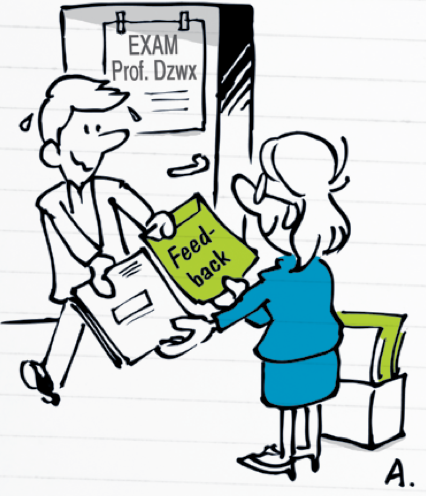 EXAM
Prof. Dzwx
Feed-
back
A.